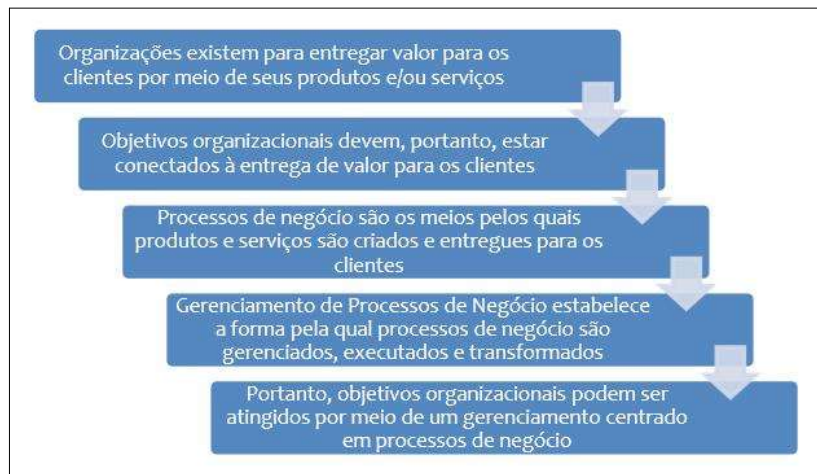 Organizações existem para entregar valor para os
clientes por meio de seus produtos e/ou serviços
Objetivos organizacionais devem, portanto, estar
conectados à entrega de valor para os clientes
Processos de negócio são os meios pelos quais
produtos e serviços são criados e entregues para os
clientes
Gerenciamento de Processos de Negócio estabelece
a forma pela qual processos de negócio são
gerenciados, executados e transformados
Portanto, objetivos organizacionais podem ser
atingidos por meio de um gerenciamento centrado
em processos de negócio